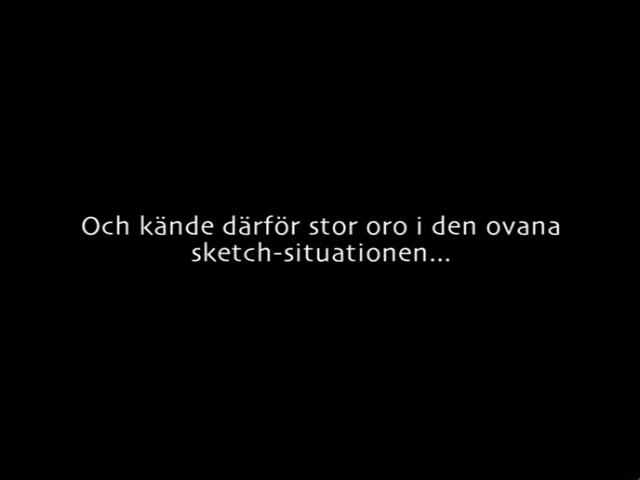 Och kände därför stor oro i den ovana
sketch-situationen...